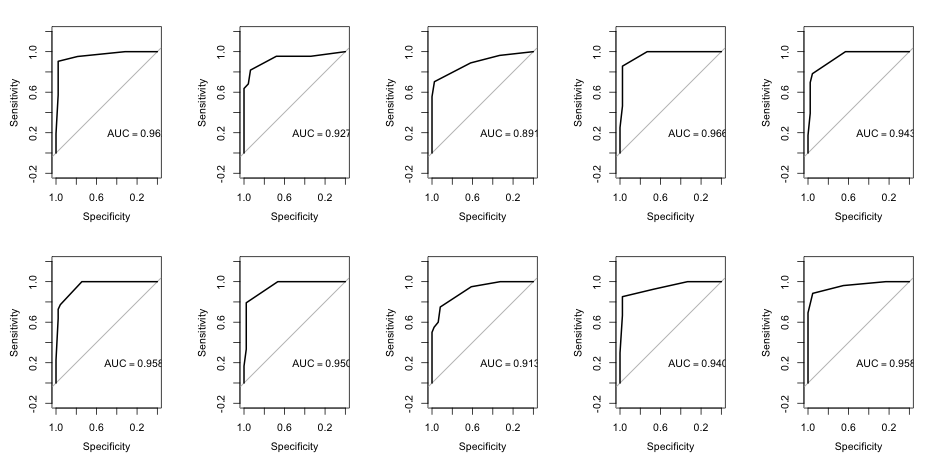 Sensitivity
-0.2 0.2 0.6 1.0
AUC = 0.96
1.0 0.6 0.2
Specificity
Sensitivity
-0.2 0.2 0.6 1.0
AUC = 0.927
1.0 0.6 0.2
Specificity
Sensitivity
-0.2 0.2 0.6 1.0
AUC = 0.891
1.0 0.6 0.2
Specificity
Sensitivity
-0.2 0.2 0.6 1.0
AUC = 0.966
1.0 0.6 0.2
Specificity
Sensitivity
-0.2 0.2 0.6 1.0
AUC = 0.943
1.0 0.6 0.2
Specificity
Sensitivity
-0.2 0.2 0.6 1.0
AUC = 0.958
1.0 0.6 0.2
Specificity
Sensitivity
-0.2 0.2 0.6 1.0
AUC = 0.950
1.0 0.6 0.2
Specificity
Sensitivity
-0.2 0.2 0.6 1.0
AUC = 0.913
1.0 0.6 0.2
Specificity
Sensitivity
-0.2 0.2 0.6 1.0
AUC = 0.940
1.0 0.6 0.2
Specificity
Sensitivity
-0.2 0.2 0.6 1.0
AUC = 0.958
1.0 0.6 0.2
Specificity